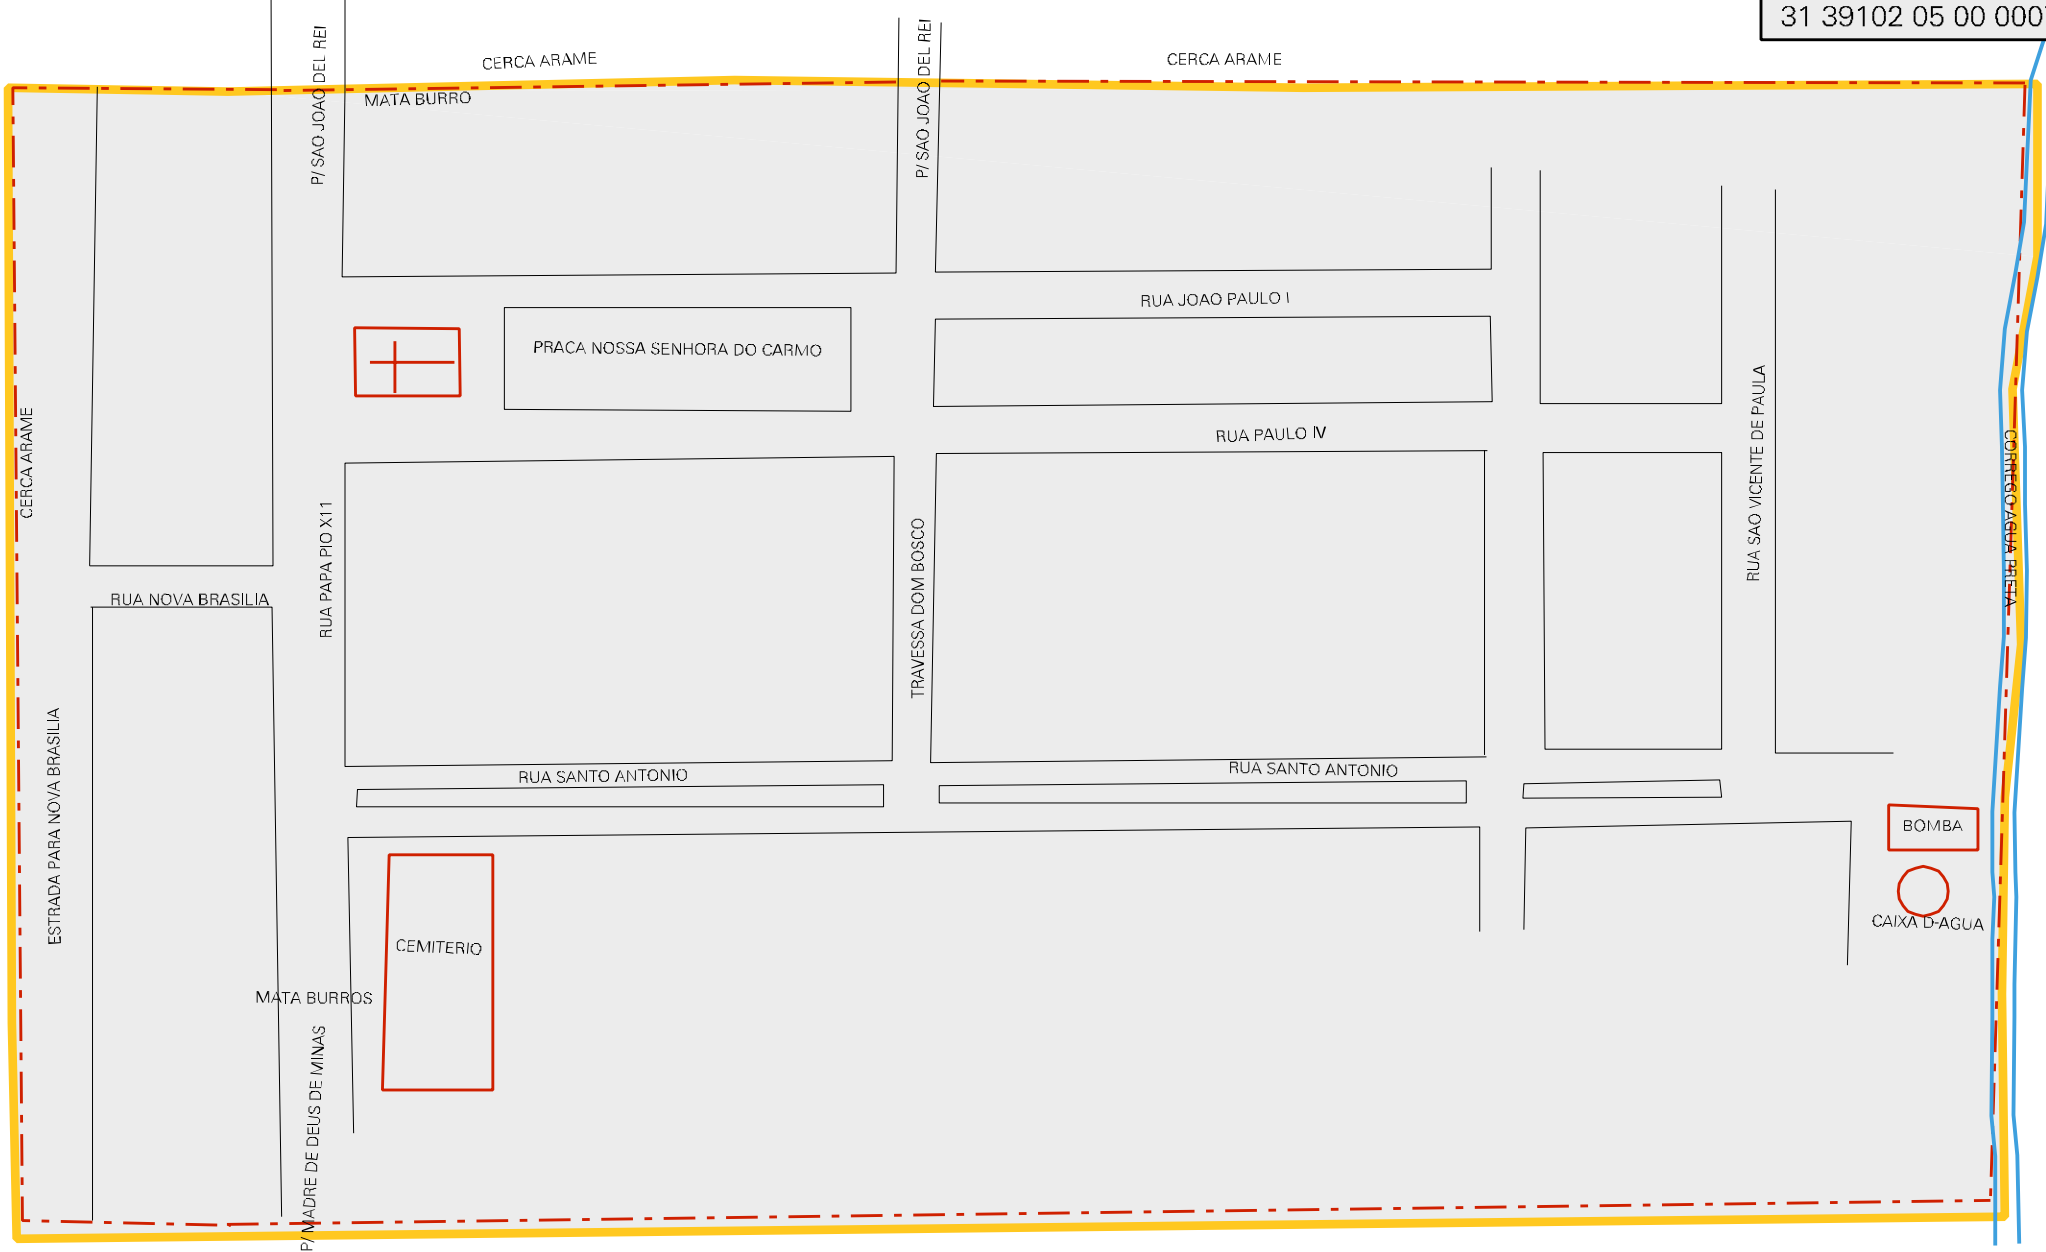 31 39102 05 00 000
P/ SAO JOAO DEL REI
P/ SAO JOAO DEL REI
CERCA ARAME
CERCA ARAME
MATA BURRO
RUA JOAO PAULO I
PRACA NOSSA SENHORA DO CARMO
CERCA ARAME
RUA PAULO IV
RUA SAO VICENTE DE PAULA
CORREGO AGUA PRETA
RUA PAPA PIO X11
TRAVESSA DOM BOSCO
RUA NOVA BRASILIA
ESTRADA PARA NOVA BRASILIA
RUA SANTO ANTONIO
RUA SANTO ANTONIO
BOMBA
CAIXA D-AGUA
CEMITERIO
MATA BURROS
P/ MADRE DE DEUS DE MINAS